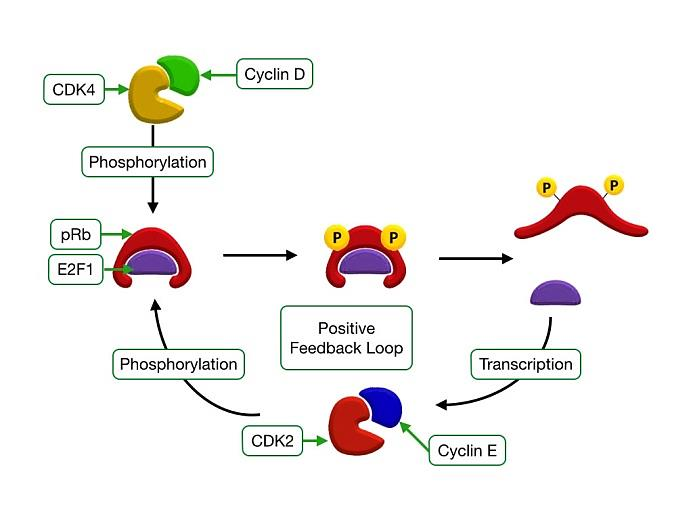 Cyclin D
CDK4
Phosphorylation
P
P
P
P
pRb
E2F1
Positive
Feedback Loop
Phosphorylation
Transcription
CDK2
Cyclin E